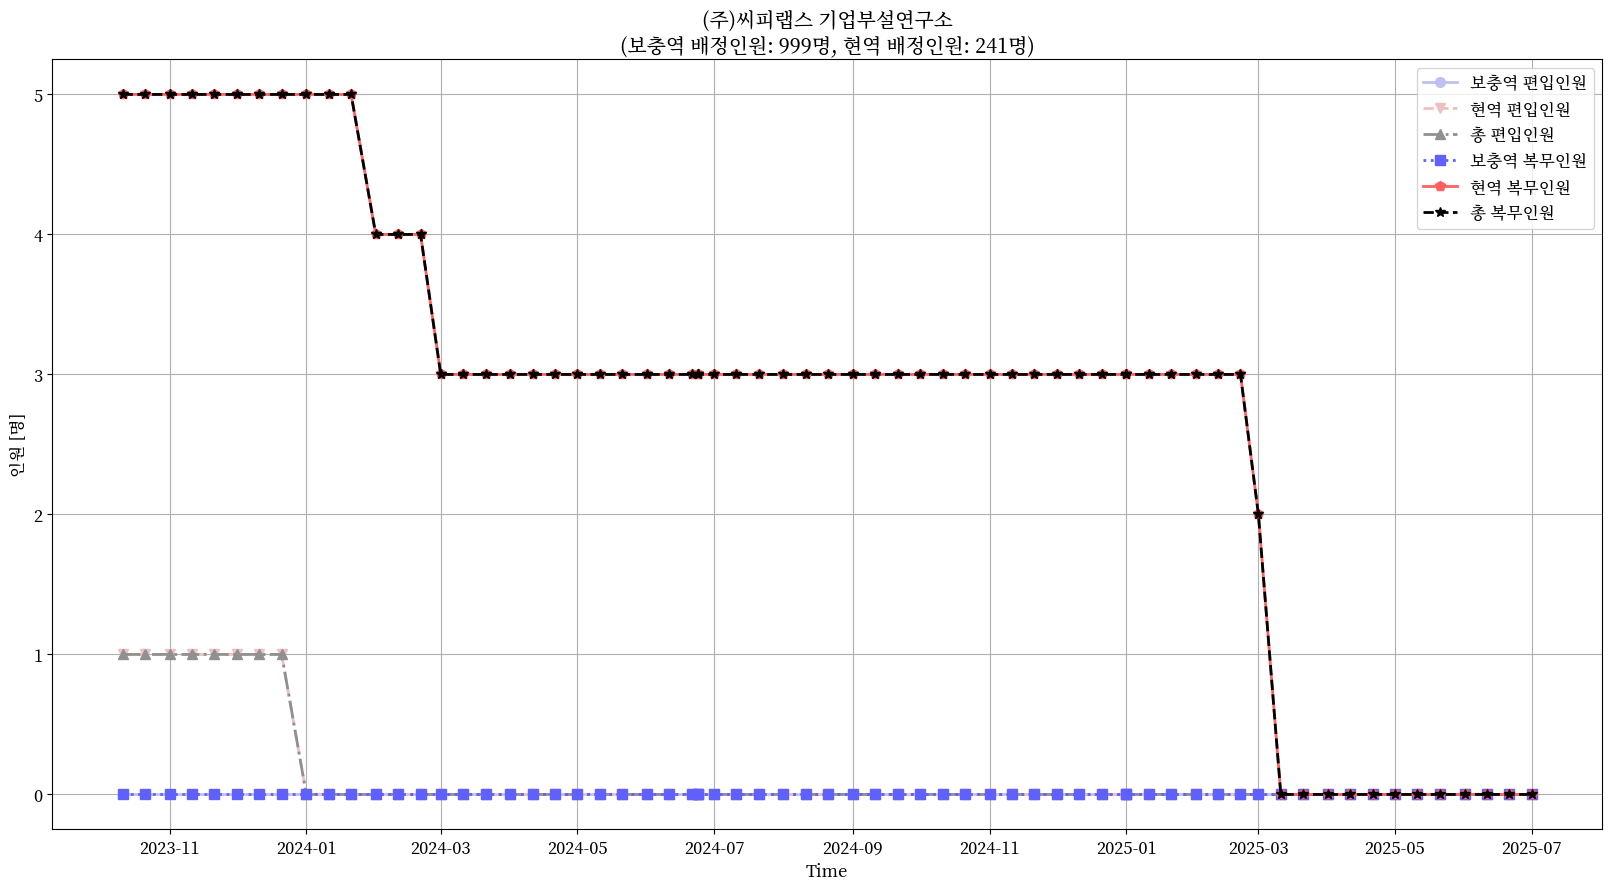 (주)씨피랩스 기업부설연구소
(보충역 배정인원: 999명, 현역 배정인원: 241명)
보충역 편입인원
현역 편입인원
총 편입인원
보충역 복무인원
현역 복무인원
총 복무인원
인원 [명]
5
4
3
2
1
0
2023-11 2024-01 2024-03 2024-05 2024-07 2024-09 2024-11 2025-01 2025-03 2025-05 2025-07
Time